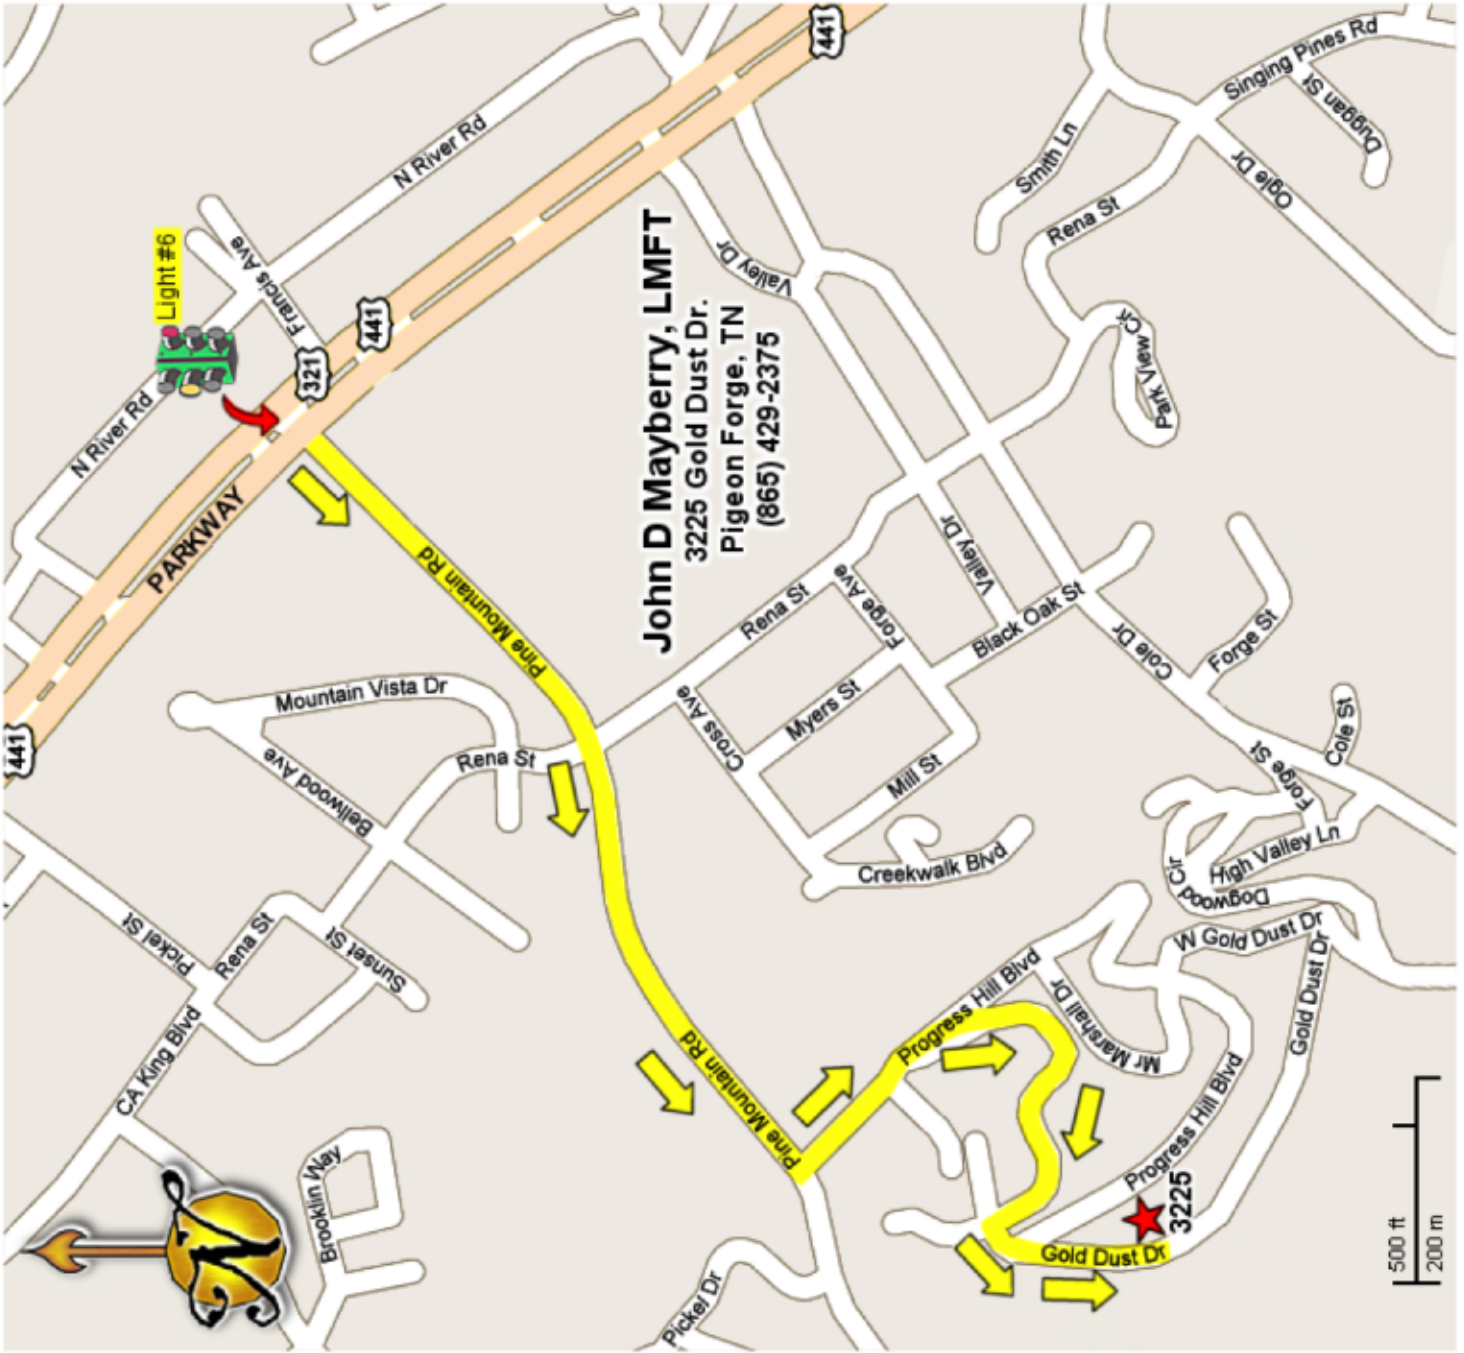 441
Singing Pines Rd
Duggan St
N River Rd
Smith Ln
Ogle Dr
Rena St
Light #6
Francis Ave
Valley Dr
441
321
John D Mayberry, LMFT
3225 Gold Dust Dr.
Pigeon Forge, TN
(865) 429-2375
Park View Cir
N River Rd
PARKWAY
Pine Mountain Rd
Valley Dr
Rena St
Forge Ave
Black Oak St
Cole Dr
Forge St
Mountain Vista Dr
Cross Ave
Myers St
441
Rena St
Bellwood Ave
Mill St
Forge St
Cole St
High Valley Ln
Creekwalk Blvd
Dogwood Cir
Pickel St
Rena St
Sunset St
W Gold Dust Dr
Progress Hill Blvd
Gold Dust Dr
Mr Marshall Dr
CA King Blvd
Pine Mountain Rd
Progress Hill Blvd
Brooklin Way
N
3225
Gold Dust Dr
Pickel Dr
500 ft
200 m